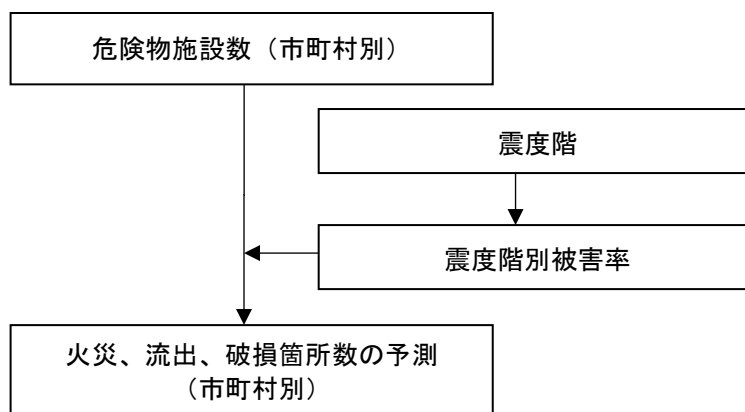 危険物施設数（市町村別）
震度階
震度階別被害率
火災、流出、破損箇所数の予測
（市町村別）